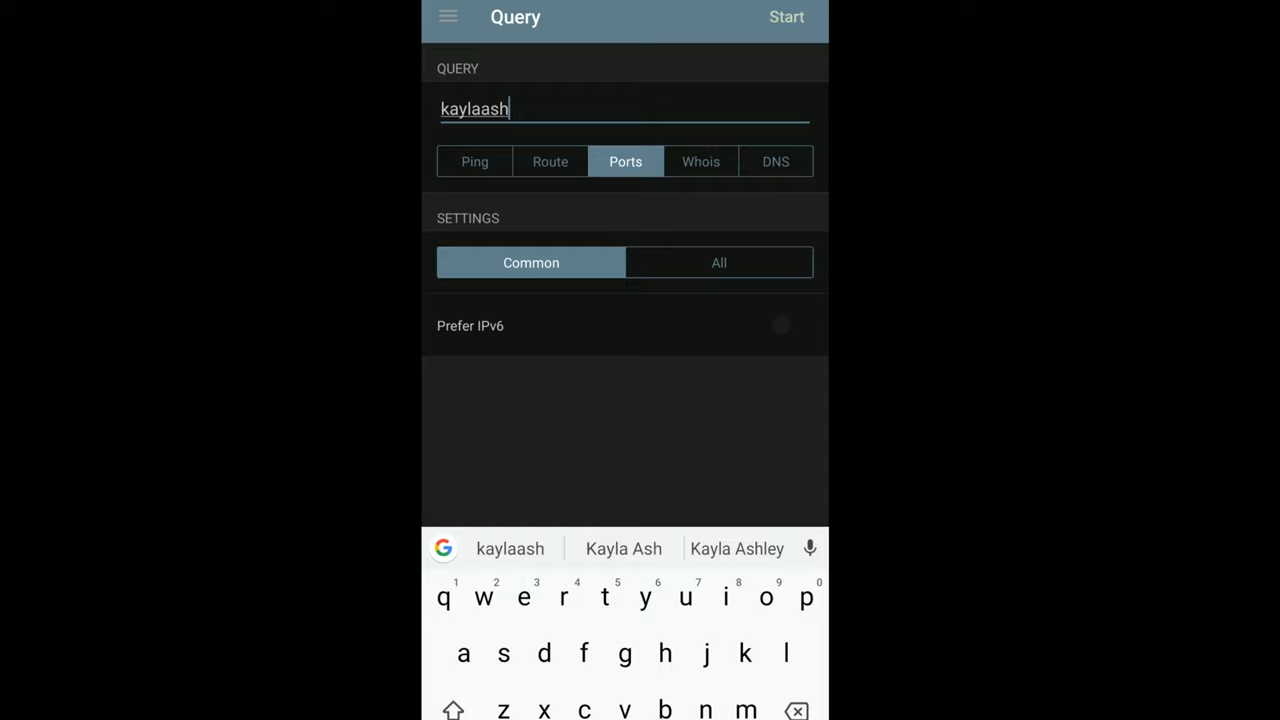 Query Start
QUERY
kaylaash
Ping Route Ports Whois DNS
SETTINGS
Common All
Prefer IPv6
G kaylaash Kayla Ash Kayla Ashley
1 2 3 4 5 6 7 8 9 0
q w e r t y u i o p
a s d f g h j k l
z x c v b n m